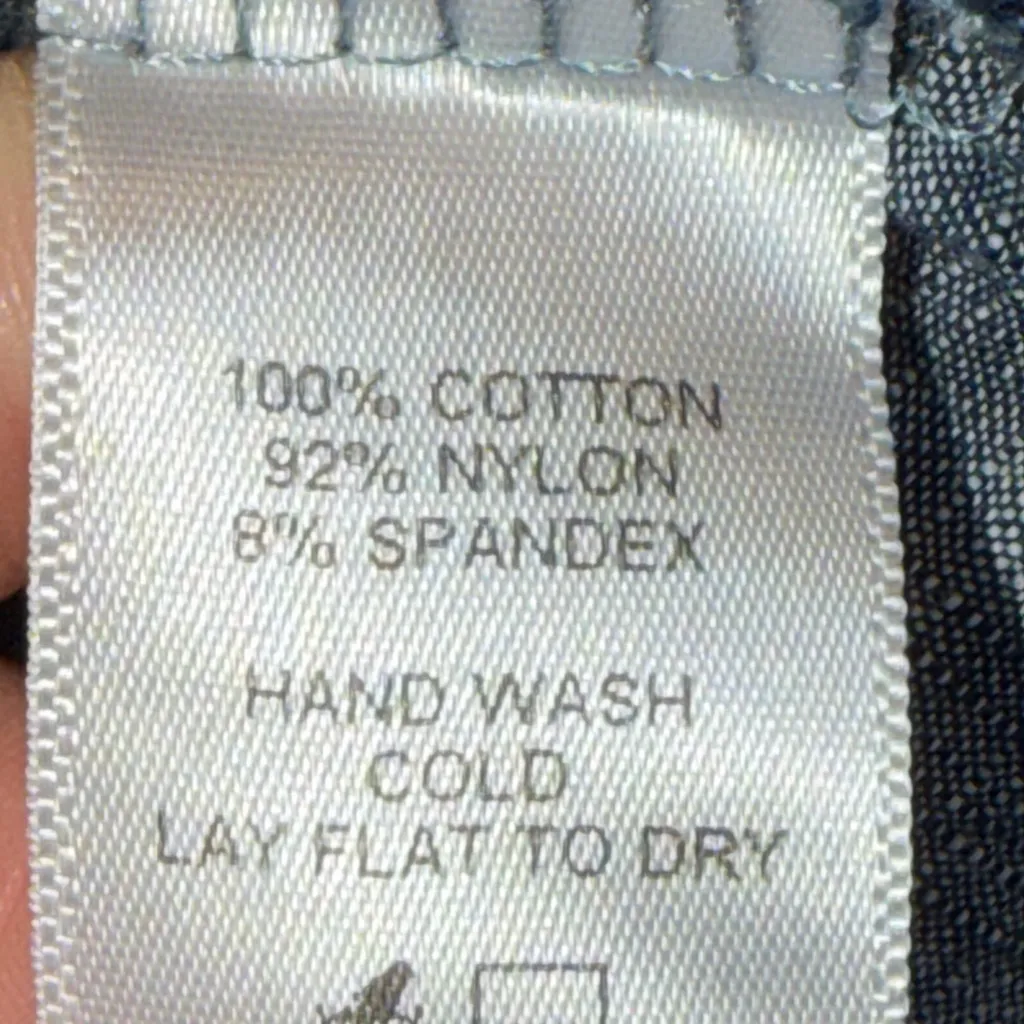 100% COTTON
92% NYLON
8% SPANDEX
HAND WASH
COLD
LAY FLAT TO DRY